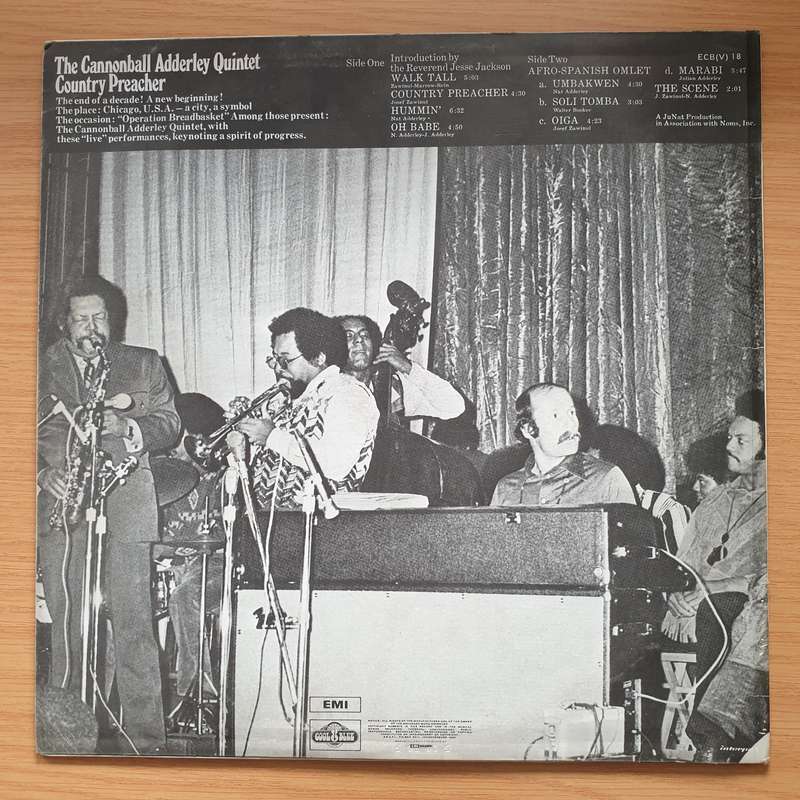 The Cannonball Adderley Quintet
Country Preacher
The end of a decade! A new beginning!
The place: Chicago, U.S.A. – a city, a symbol
The occasion: "Operation Breadbasket" Among those present:
The Cannonball Adderley Quintet, with
these "live" performances, keynoting a spirit of progress.
Side One
Introduction by
the Reverend Jesse Jackson
WALK TALL 5:03
COUNTRY PREACHER 4:30
Josef Zawinul
HUMMIN' 6:32
Nat Adderley
OH BABE 4:50
N. Adderley-J. Adderley
Side Two
AFRO-SPANISH OMLET
a. UMBAKWEN 4:30
Nat Adderley
b. SOLI TOMBA 3:03
Walter Booker
c. OIGA 4:23
Josef Zawinul
ECB(V) 18
d. MARABI 3:47
Julian Adderley
THE SCENE 2:01
J. Zawinul-N. Adderley
A JuNat Production
in Association with Noms, Inc.
EMI